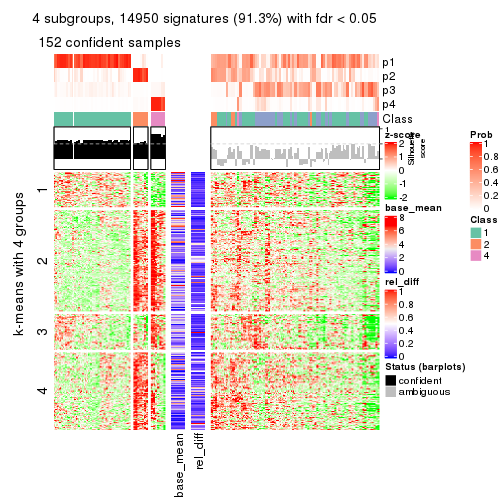 4 subgroups, 14950 signatures (91.3%) with fdr < 0.05
152 confident samples
p1
p2
p3
p4
Class
1
Silhouette
score
k-means with 4 groups
1
2
3
4
base_mean
rel_diff
z-score
2
1
0
-1
-2
base_mean
8
6
4
2
0
rel_diff
1
0.8
0.6
0.4
0.2
0
Status (barplots)
confident
ambiguous
Prob
1
0.8
0.6
0.4
0.2
0
Class
1
2
4